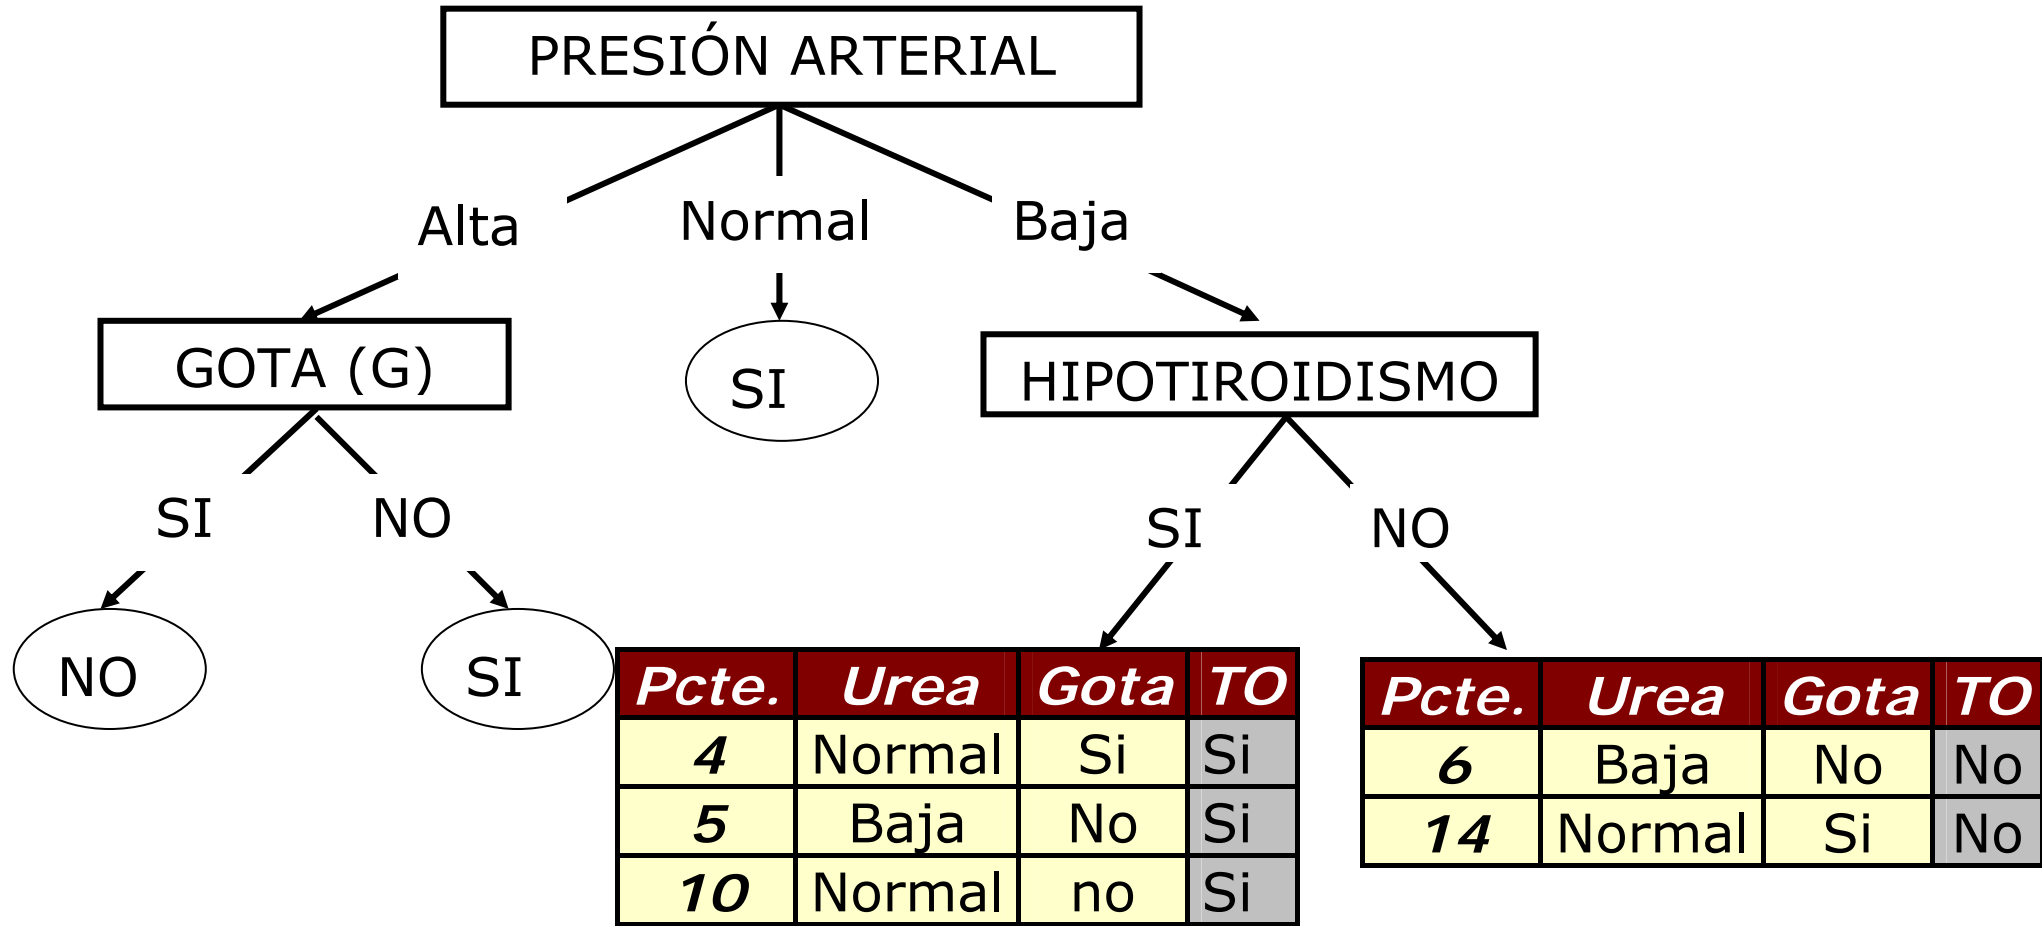 PRESIÓN ARTERIAL
Alta Normal Baja
GOTA (G) SI HIPOTIROIDISMO
SI NO SI NO
NO SI
Pcte. Urea Gota TO
4 Normal Si Si
5 Baja No Si
10 Normal no Si
Pcte. Urea Gota TO
6 Baja No No
14 Normal Si No